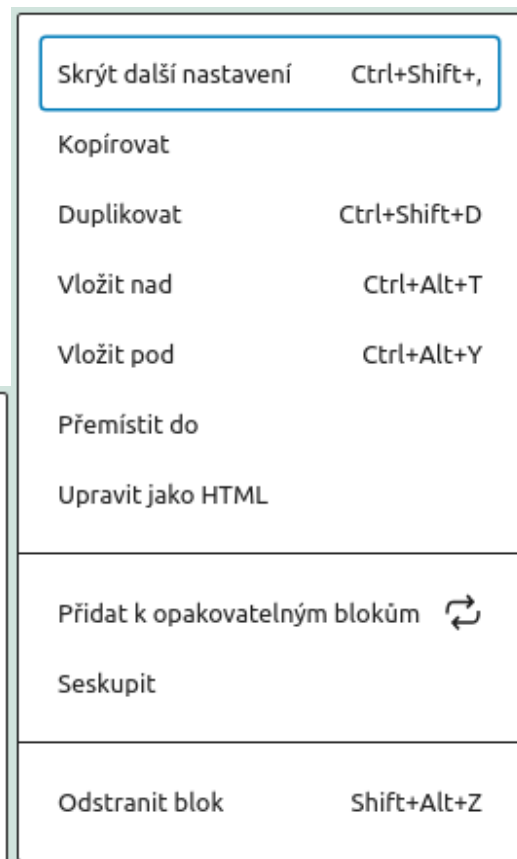 Skrýt další nastavení Ctrl+Shift+,
Kopírovat
Duplikovat Ctrl+Shift+D
Vložit nad Ctrl+Alt+T
Vložit pod Ctrl+Alt+Y
Přemístit do
Upravit jako HTML
Přidat k opakovatelným blokům
Seskupit
Odstranit blok Shift+Alt+Z